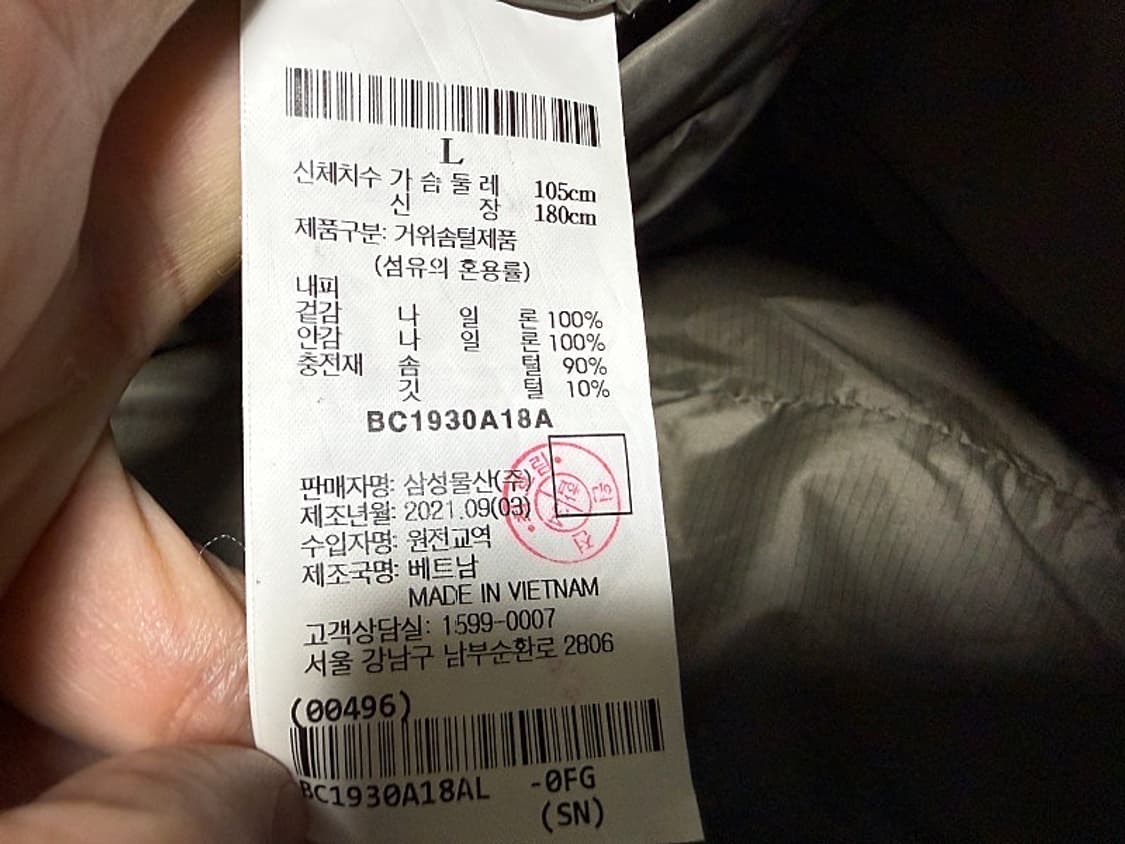 L
신체치수 가 슴 둘 레 105cm
신 장 180cm
제품구분: 거위솜털제품
(섬유의 혼용률)
내피
겉감 나 일 론 100%
안감 나 일 론 100%
충전재 솜 털 90%
깃 털 10%
BC1930A18A
판매자명: 삼성물산(주)
제조년월: 2021.09(03)
수입자명: 원전교역
제조국명: 베트남
MADE IN VIETNAM
고객상담실: 1599-0007
서울 강남구 남부순환로 2806
(00496)
BC1930A18AL -0FG
(SN)